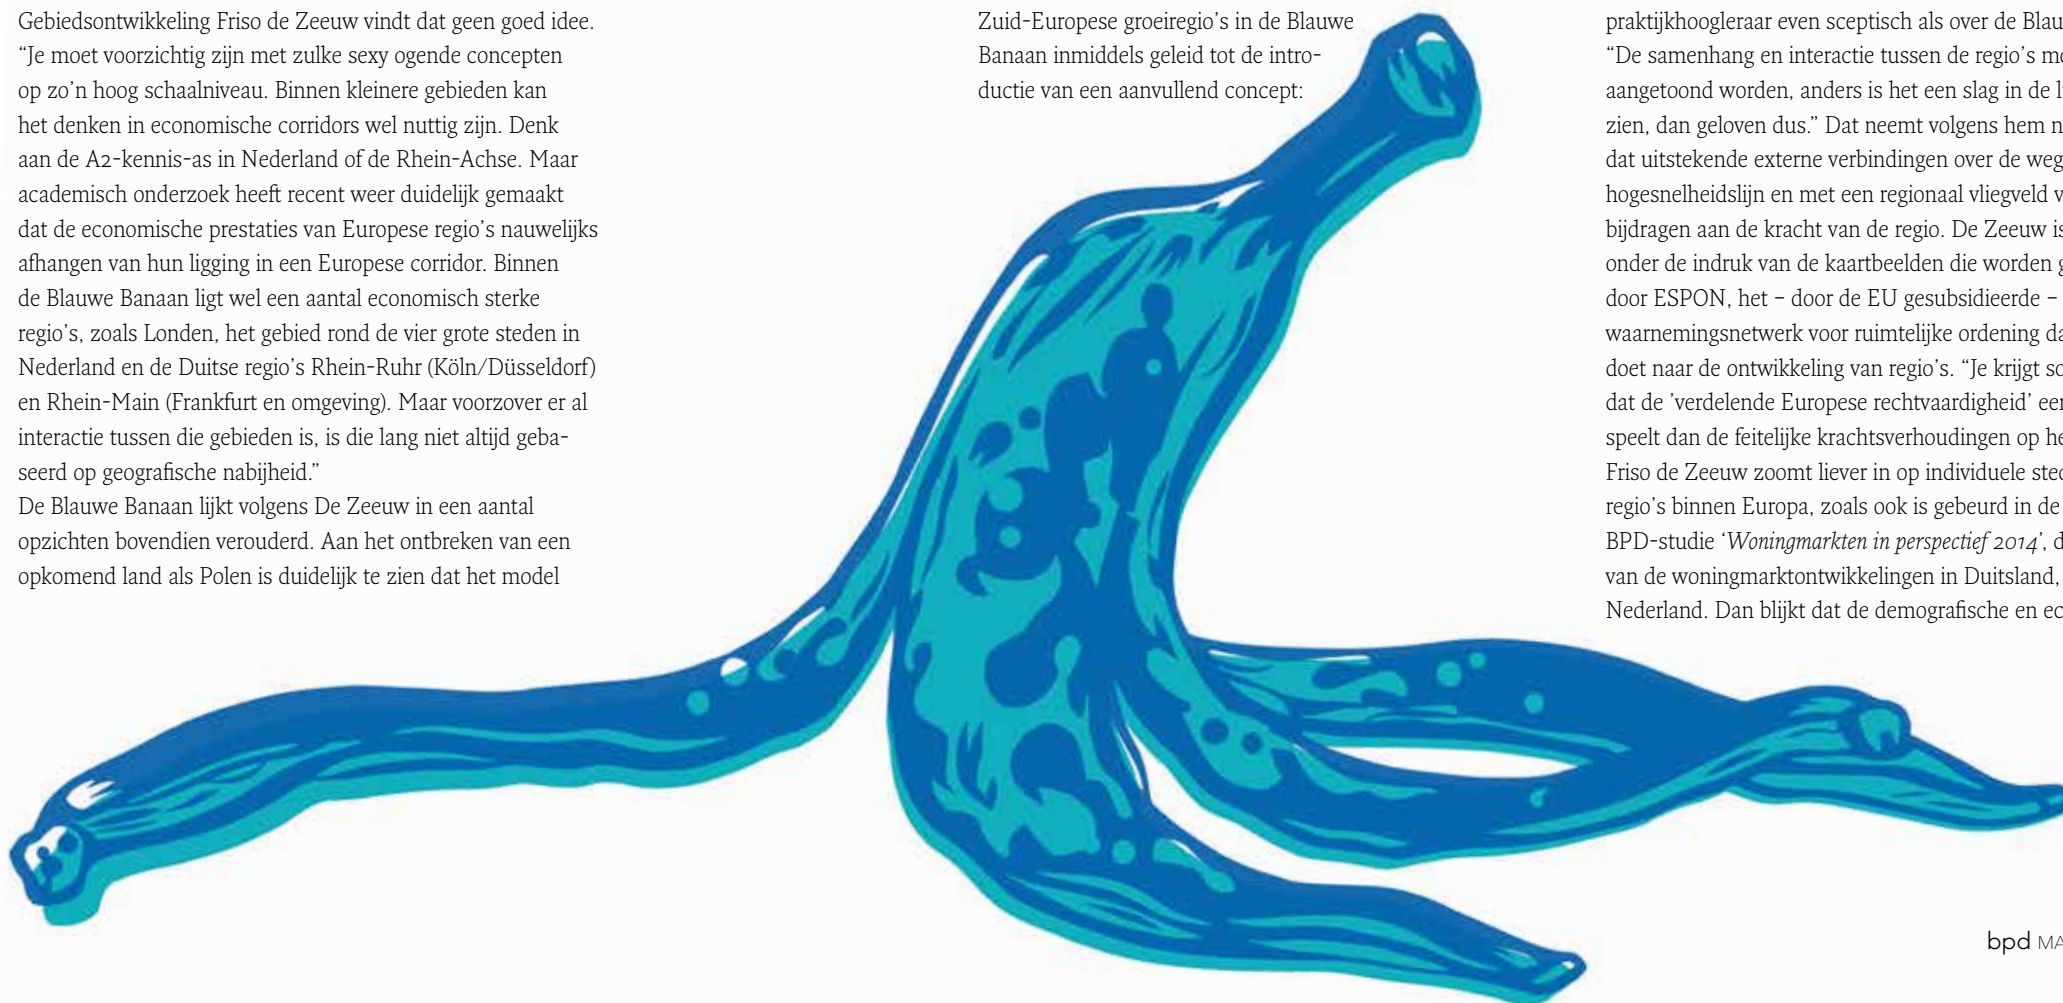 Gebiedsontwikkeling Friso de Zeeuw vindt dat geen goed idee.
“Je moet voorzichtig zijn met zulke sexy ogende concepten
op zo’n hoog schaalniveau. Binnen kleinere gebieden kan
het denken in economische corridors wel nuttig zijn. Denk
aan de A2-kennis-as in Nederland of de Rhein-Achse. Maar
academisch onderzoek heeft recent weer duidelijk gemaakt
dat de economische prestaties van Europese regio’s nauwelijks
afhangen van hun ligging in een Europese corridor. Binnen
de Blauwe Banaan ligt wel een aantal economisch sterke
regio’s, zoals Londen, het gebied rond de vier grote steden in
Nederland en de Duitse regio’s Rhein-Ruhr (Köln/Düsseldorf)
en Rhein-Main (Frankfurt en omgeving). Maar voorzover er al
interactie tussen die gebieden is, is die lang niet altijd geba-
seerd op geografische nabijheid.”
De Blauwe Banaan lijkt volgens De Zeeuw in een aantal
opzichten bovendien verouderd. Aan het ontbreken van een
opkomend land als Polen is duidelijk te zien dat het model
Zuid-Europese groeiregio’s in de Blauwe
Banaan inmiddels geleid tot de intro-
ductie van een aanvullend concept:
praktijkhoogleraar even sceptisch als over de Blau
“De samenhang en interactie tussen de regio’s mo
aangetoond worden, anders is het een slag in de l
zien, dan geloven dus.” Dat neemt volgens hem n
dat uitstekende externe verbindingen over de weg
hogesnelheidslijn en met een regionaal vliegveld v
bijdragen aan de kracht van de regio. De Zeeuw is
onder de indruk van de kaartbeelden die worden g
door ESPON, het – door de EU gesubsidieerde –
waarnemingsnetwerk voor ruimtelijke ordening da
doet naar de ontwikkeling van regio’s. “Je krijgt so
dat de ’verdelende Europese rechtvaardigheid’ een
speelt dan de feitelijke krachtsverhoudingen op he
Friso de Zeeuw zoomt liever in op individuele sted
regio’s binnen Europa, zoals ook is gebeurd in de
BPD-studie ‘Woningmarkten in perspectief 2014’, d
van de woningmarktontwikkelingen in Duitsland,
Nederland. Dan blijkt dat de demografische en ec
bpd MA